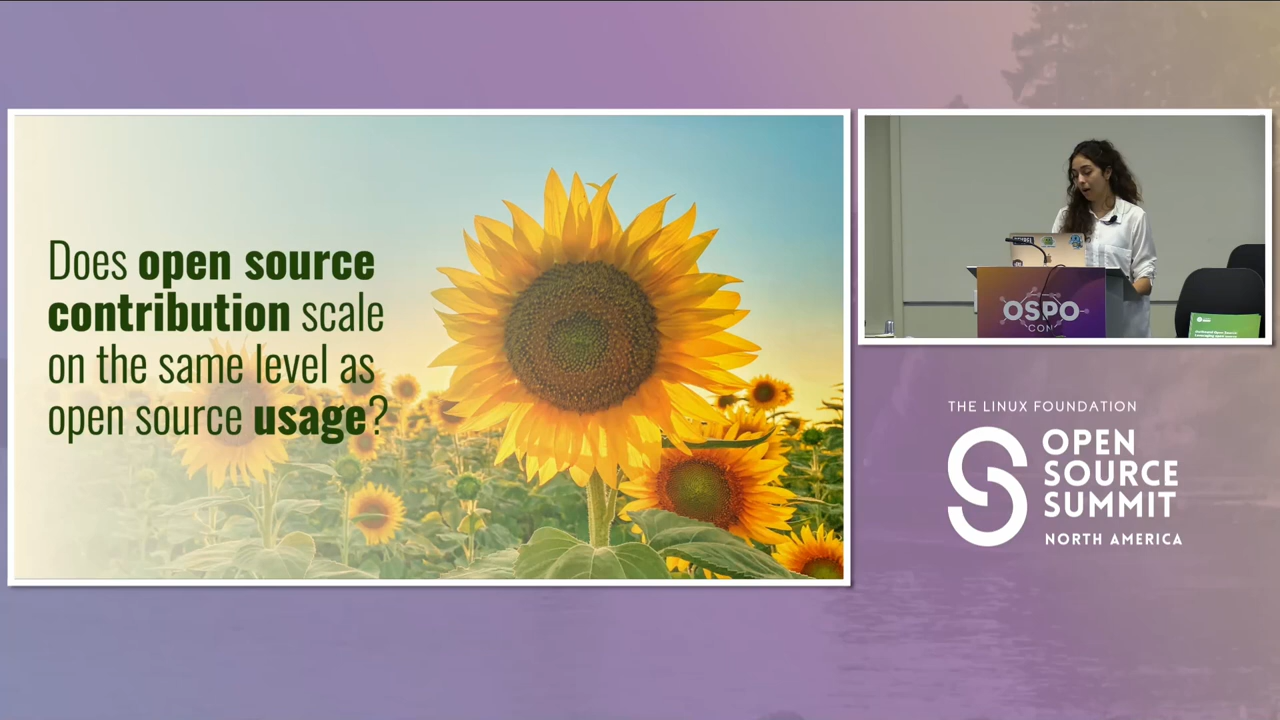 Does open source
contribution scale
on the same level as
open source usage?
OSPO
CON
THE LINUX FOUNDATION
OPEN
SOURCE
SUMMIT
NORTH AMERICA